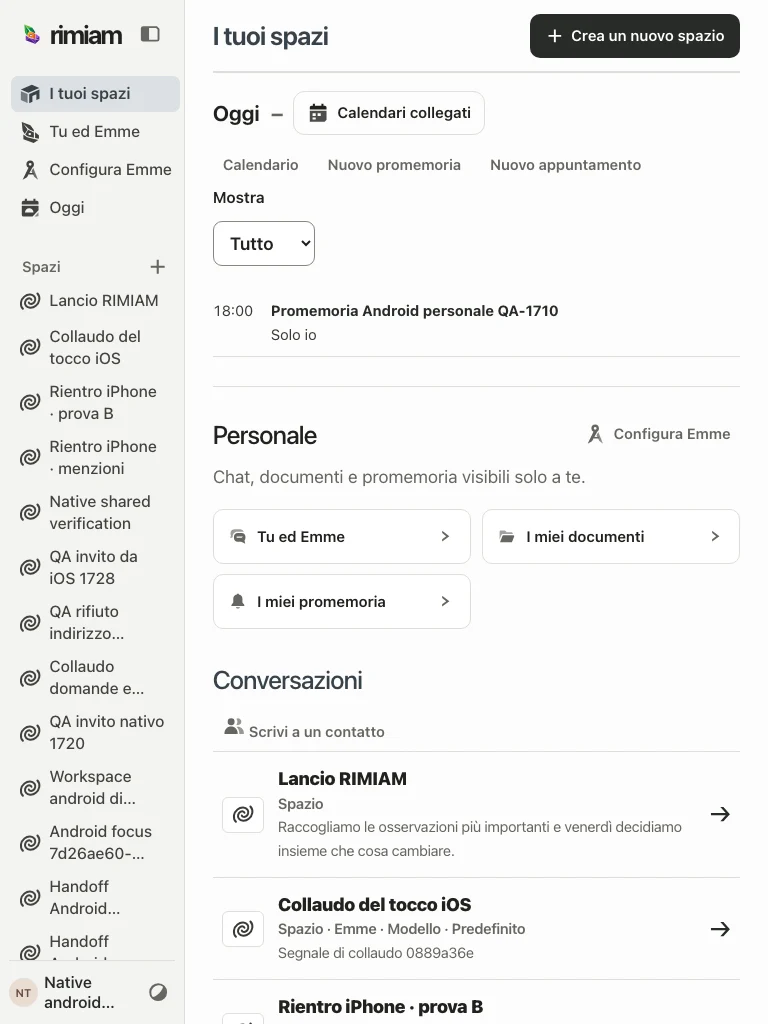 rimiam
I tuoi spazi
Tu ed Emme
Configura Emme
Oggi
Spazi
Lancio RIMIAM
Collaudo del
tocco iOS
Rientro iPhone
· prova B
Rientro iPhone
· menzioni
Native shared
verification
QA invito da
iOS 1728
QA rifiuto
indirizzo...
Collaudo
domande e...
QA invito nativo
1720
Workspace
android di...
Android focus
7d26ae60-...
Handoff
Android...
Handoff
NT
Native
android...
I tuoi spazi
Crea un nuovo spazio
Oggi –
Calendari collegati
Calendario Nuovo promemoria Nuovo appuntamento
Mostra
Tutto
18:00 Promemoria Android personale QA-1710
Solo io
Personale
Configura Emme
Chat, documenti e promemoria visibili solo a te.
Tu ed Emme
I miei documenti
I miei promemoria
Conversazioni
Scrivi a un contatto
Lancio RIMIAM
Spazio
Raccogliamo le osservazioni più importanti e venerdì decidiamo
insieme che cosa cambiare.
Collaudo del tocco iOS
Spazio · Emme · Modello · Predefinito
Segnale di collaudo 0889a36e
Rientro iPhone · prova B